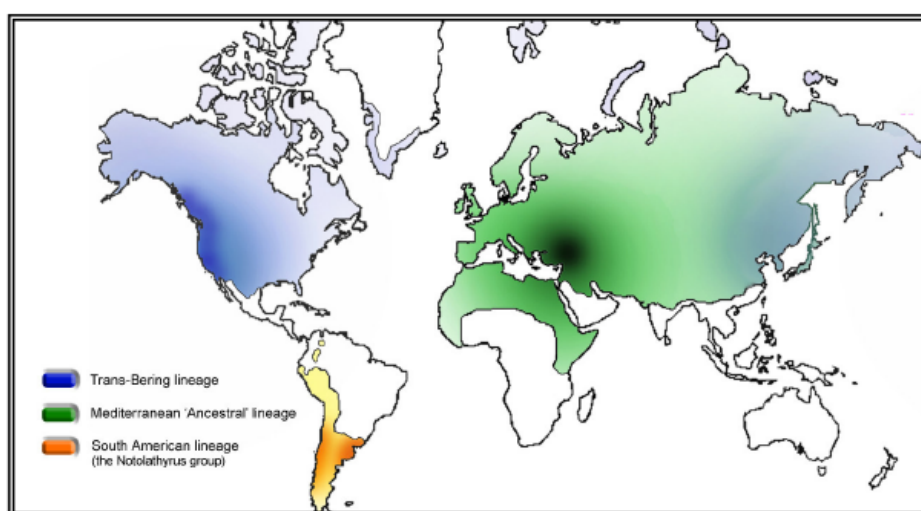 Trans-Bering lineage
Mediterranean 'Ancestral' lineage
South American lineage
(the Notolathyrus group)